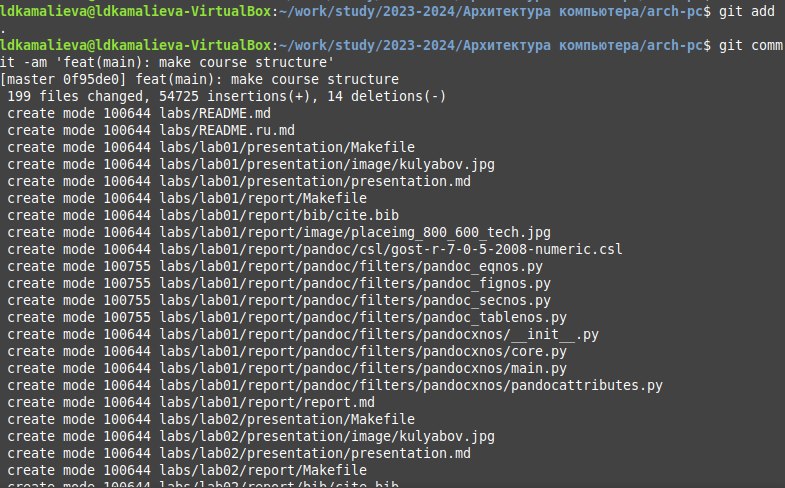 ldkamalieva@ldkamalieva-VirtualBox:~/work/study/2023-2024/Архитектура компьютера/arch-pc$ git add
.
ldkamalieva@ldkamalieva-VirtualBox:~/work/study/2023-2024/Архитектура компьютера/arch-pc$ git comm
it -am 'feat(main): make course structure'
[master 0f95de0] feat(main): make course structure
 199 files changed, 54725 insertions(+), 14 deletions(-)
 create mode 100644 labs/README.md
 create mode 100644 labs/README.ru.md
 create mode 100644 labs/lab01/presentation/Makefile
 create mode 100644 labs/lab01/presentation/image/kulyabov.jpg
 create mode 100644 labs/lab01/presentation/presentation.md
 create mode 100644 labs/lab01/report/Makefile
 create mode 100644 labs/lab01/report/bib/cite.bib
 create mode 100644 labs/lab01/report/image/placeimg_800_600_tech.jpg
 create mode 100644 labs/lab01/report/pandoc/csl/gost-r-7-0-5-2008-numeric.csl
 create mode 100755 labs/lab01/report/pandoc/filters/pandoc_eqnos.py
 create mode 100755 labs/lab01/report/pandoc/filters/pandoc_fignos.py
 create mode 100755 labs/lab01/report/pandoc/filters/pandoc_secnos.py
 create mode 100755 labs/lab01/report/pandoc/filters/pandoc_tablenos.py
 create mode 100644 labs/lab01/report/pandoc/filters/pandocxnos/__init__.py
 create mode 100644 labs/lab01/report/pandoc/filters/pandocxnos/core.py
 create mode 100644 labs/lab01/report/pandoc/filters/pandocxnos/main.py
 create mode 100644 labs/lab01/report/pandoc/filters/pandocxnos/pandocattributes.py
 create mode 100644 labs/lab01/report/report.md
 create mode 100644 labs/lab02/presentation/Makefile
 create mode 100644 labs/lab02/presentation/image/kulyabov.jpg
 create mode 100644 labs/lab02/presentation/presentation.md
 create mode 100644 labs/lab02/report/Makefile
 create mode 100644 labs/lab02/report/bib/cite.bib